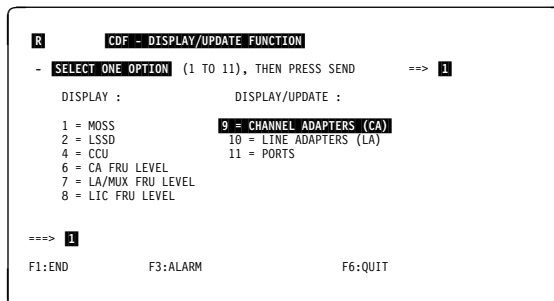 R CDF - DISPLAY/UPDATE FUNCTION
- SELECT ONE OPTION (1 TO 11), THEN PRESS SEND ==> 1
DISPLAY : DISPLAY/UPDATE :
1 = MOSS 9 = CHANNEL ADAPTERS (CA)
2 = LSSD 10 = LINE ADAPTERS (LA)
4 = CCU 11 = PORTS
6 = CA FRU LEVEL
7 = LA/MUX FRU LEVEL
8 = LIC FRU LEVEL
===> 1
F1:END F3:ALARM F6:QUIT